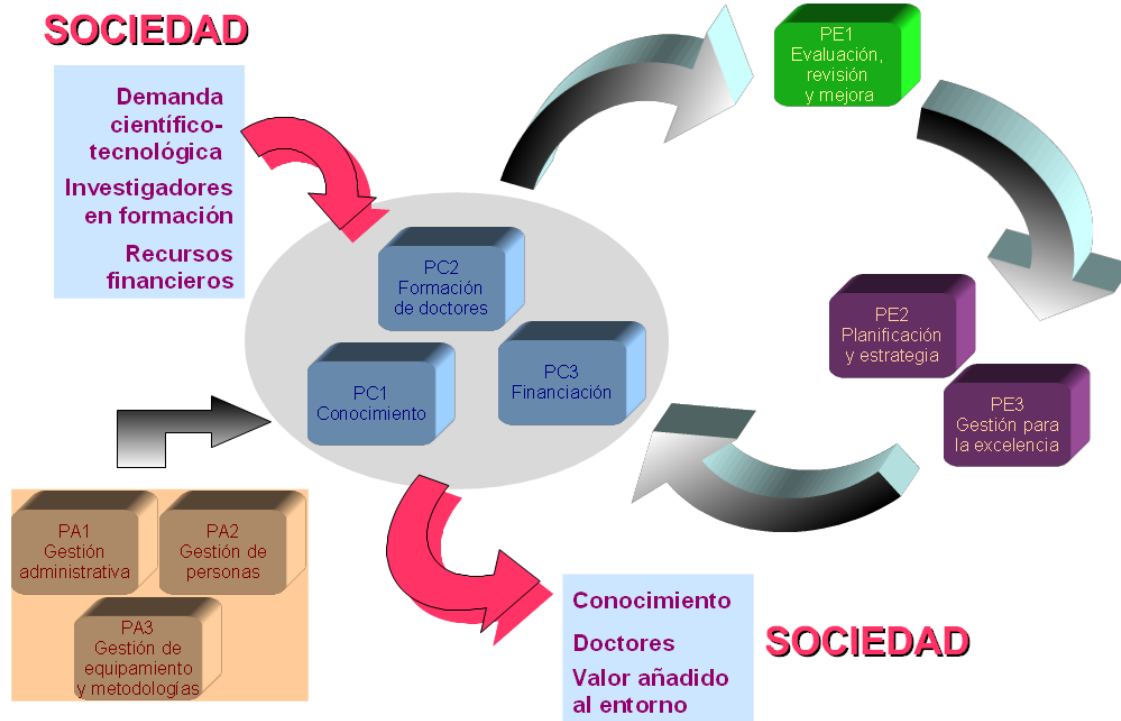 SOCIEDAD
Demanda
científico-
tecnológica
Investigadores
en formación
Recursos
financieros
PE1
Evaluación,
revisión
y mejora
PC2
Formación
de doctores
PC1
Conocimiento
PC3
Financiación
PE2
Planificación
y estrategia
PE3
Gestión para
la excelencia
PA1
Gestión
administrativa
PA2
Gestión de
personas
PA3
Gestión de
equipamiento
y metodologías
Conocimiento
Doctores
Valor añadido
al entorno
SOCIEDAD